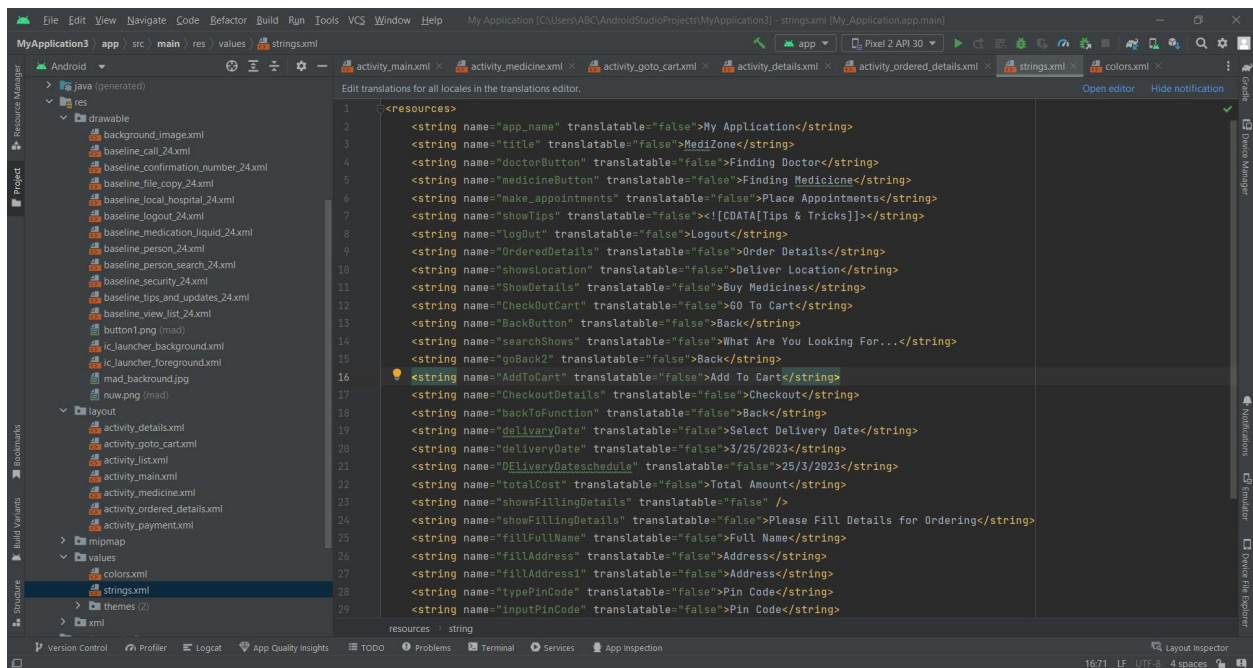 File Edit View Navigate Code Refactor Build Run Tools VCS Window Help My Application [C:\Users\ABC\AndroidStudioProjects\MyApplication3] - strings.xml [My_Application.app.main]
MyApplication3 app src main res values strings.xml app Pixel 2 API 30
Android activity_main.xml activity_medicine.xml activity_goto_cart.xml activity_details.xml activity_ordered_details.xml strings.xml colors.xml
Edit translations for all locales in the translations editor. Open editor Hide notification
Resource Manager
Project
Bookmarks
Build Variants
Structure
java (generated)
res
drawable
background_image.xml
baseline_call_24.xml
baseline_confirmation_number_24.xml
baseline_file_copy_24.xml
baseline_local_hospital_24.xml
baseline_logout_24.xml
baseline_medication_liquid_24.xml
baseline_person_24.xml
baseline_person_search_24.xml
baseline_security_24.xml
baseline_tips_and_updates_24.xml
baseline_view_list_24.xml
button1.png (mad)
ic_launcher_background.xml
ic_launcher_foreground.xml
mad_backround.jpg
nuw.png (mad)
layout
activity_details.xml
activity_goto_cart.xml
activity_list.xml
activity_main.xml
activity_medicine.xml
activity_ordered_details.xml
activity_payment.xml
mipmap
values
colors.xml
strings.xml
themes (2)
xml
1 <resources>
2 <string name="app_name" translatable="false">My Application</string>
3 <string name="title" translatable="false">MediZone</string>
4 <string name="doctorButton" translatable="false">Finding Doctor</string>
5 <string name="medicineButton" translatable="false">Finding Medicicne</string>
6 <string name="make_appointments" translatable="false">Place Appointments</string>
7 <string name="showTips" translatable="false"><![CDATA[Tips & Tricks]]></string>
8 <string name="logOut" translatable="false">Logout</string>
9 <string name="OrderedDetails" translatable="false">Order Details</string>
10 <string name="showsLocation" translatable="false">Deliver Location</string>
11 <string name="ShowDetails" translatable="false">Buy Medicines</string>
12 <string name="CheckOutCart" translatable="false">GO To Cart</string>
13 <string name="BackButton" translatable="false">Back</string>
14 <string name="searchShows" translatable="false">What Are You Looking For...</string>
15 <string name="goBack2" translatable="false">Back</string>
16 <string name="AddToCart" translatable="false">Add To Cart</string>
17 <string name="CheckoutDetails" translatable="false">Checkout</string>
18 <string name="backToFunction" translatable="false">Back</string>
19 <string name="delivaryDate" translatable="false">Select Delivery Date</string>
20 <string name="deliveryDate" translatable="false">3/25/2023</string>
21 <string name="DEliveryDateschedule" translatable="false">25/3/2023</string>
22 <string name="totalCost" translatable="false">Total Amount</string>
23 <string name="showsFillingDetails" translatable="false" />
24 <string name="showFillingDetails" translatable="false">Please Fill Details for Ordering</string>
25 <string name="fillFullName" translatable="false">Full Name</string>
26 <string name="fillAddress" translatable="false">Address</string>
27 <string name="fillAddress1" translatable="false">Address</string>
28 <string name="typePinCode" translatable="false">Pin Code</string>
29 <string name="inputPinCode" translatable="false">Pin Code</string>
resources string
Gradle
Device Manager
Notifications
Emulator
Device File Explorer
Version Control Profiler Logcat App Quality Insights TODO Problems Terminal Services App Inspection Layout Inspector
16:71 LF UTF-8 4 spaces